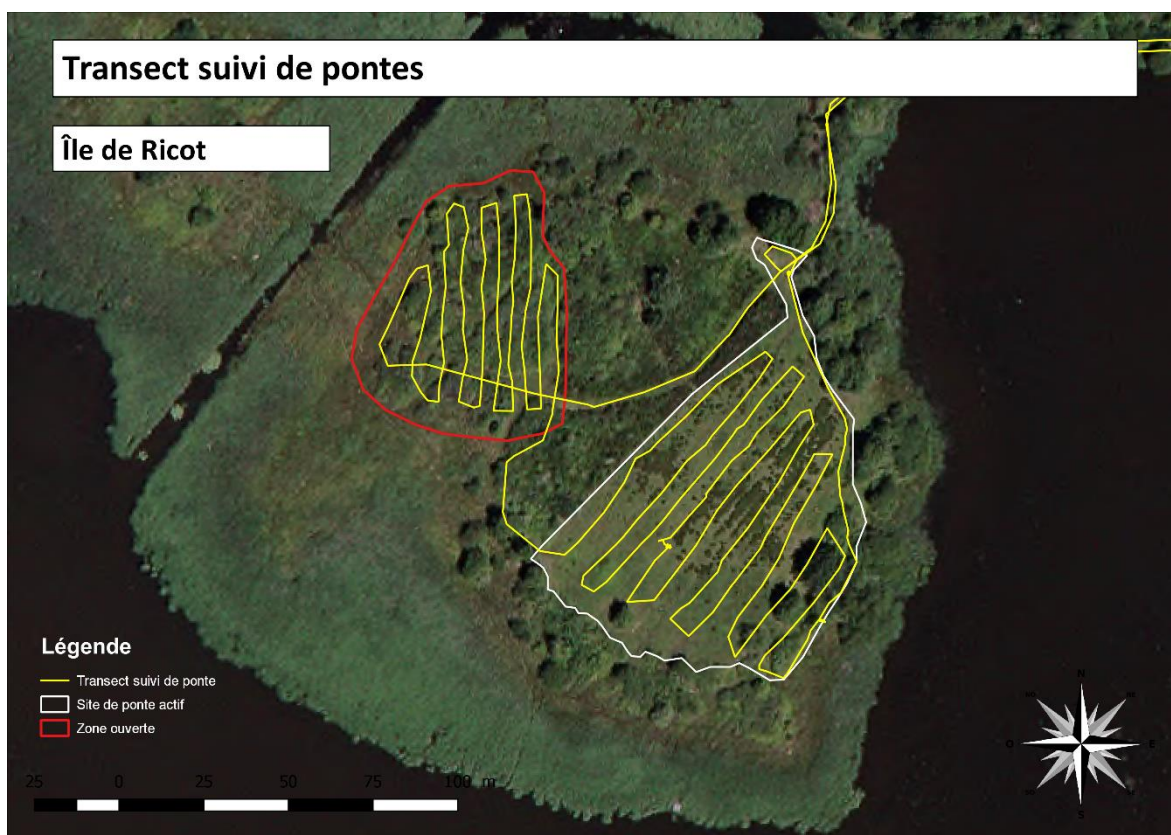 Transect suivi de pontes
Île de Ricot
Légende
Transect suivi de ponte
Site de ponte actif
Zone ouverte
25 0 25 50 75 100 m
N
O E
S